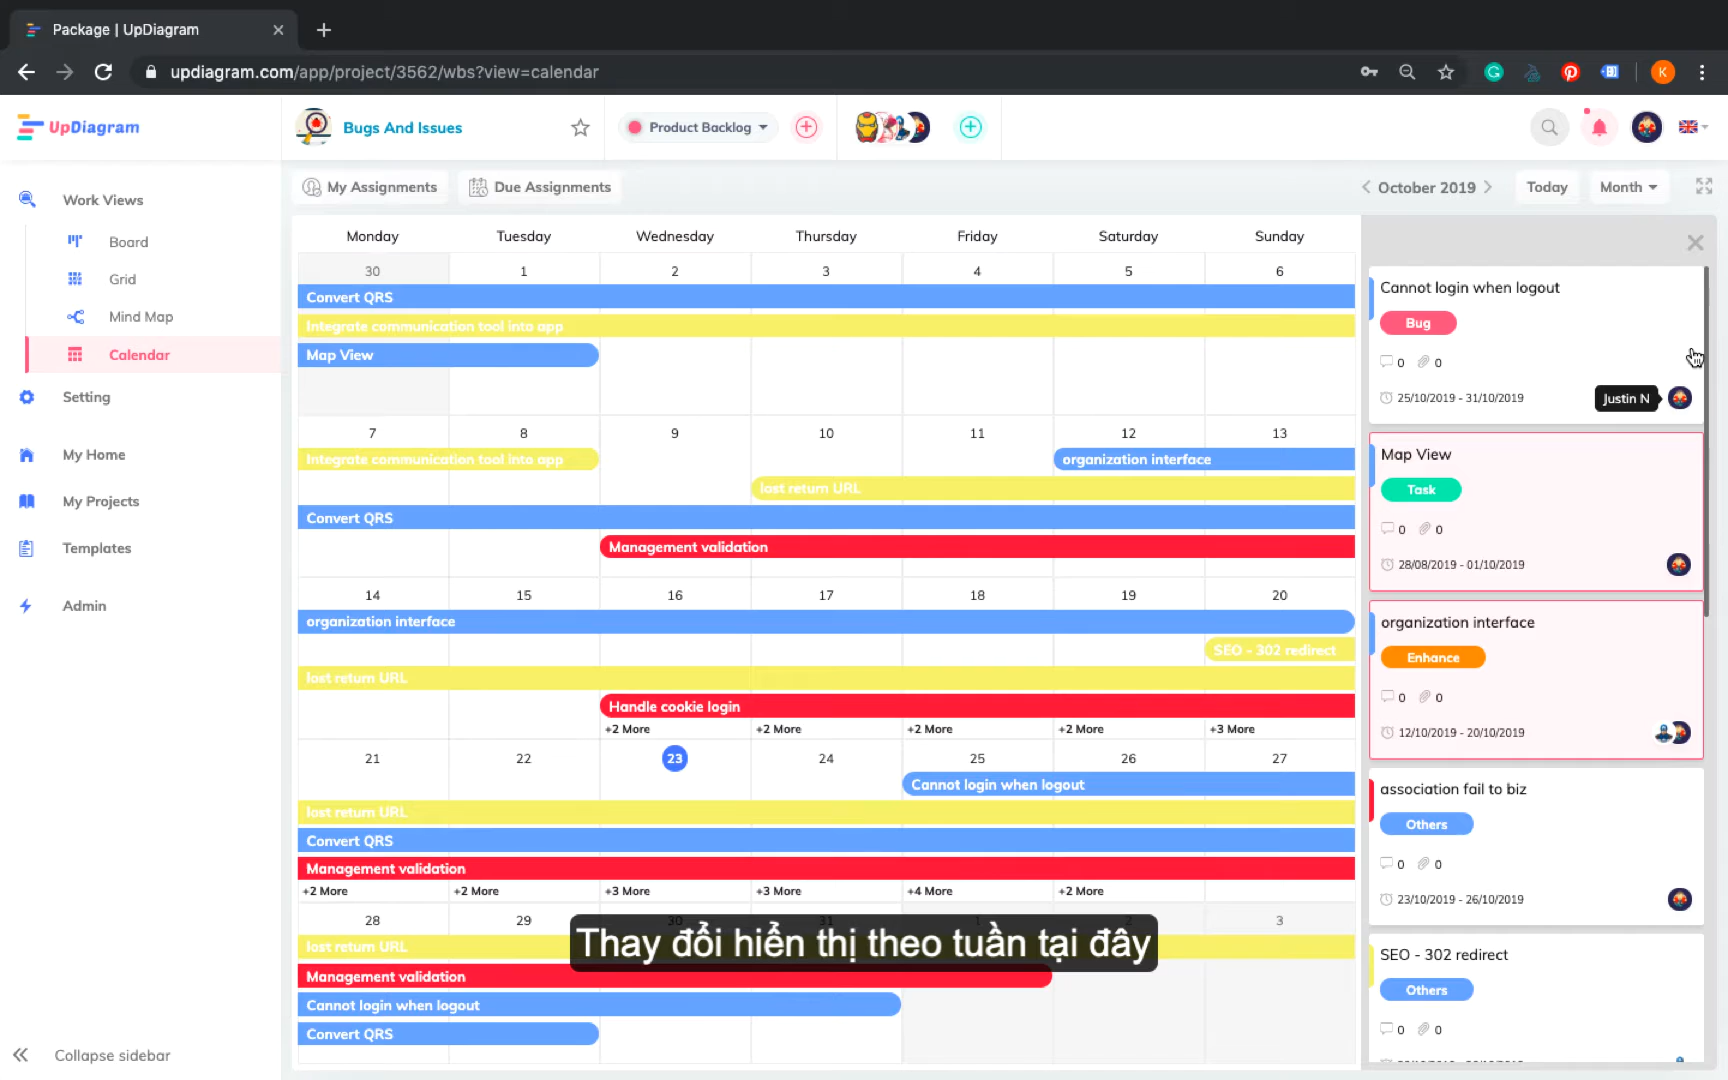 Package | UpDiagram
updiagram.com/app/project/3562/wbs?view=calendar
K
UpDiagram
Bugs And Issues
Product Backlog
Work Views
Board
Grid
Mind Map
Calendar
Setting
My Home
My Projects
Templates
Admin
Collapse sidebar
My Assignments
Due Assignments
October 2019
Today
Month
Monday Tuesday Wednesday Thursday Friday Saturday Sunday
30 1 2 3 4 5 6
Convert QRS
Integrate communication tool into app
Map View
7 8 9 10 11 12 13
Integrate communication tool into app
organization interface
lost return URL
Convert QRS
Management validation
14 15 16 17 18 19 20
organization interface
SEO - 302 redirect
lost return URL
Handle cookie login
+2 More +2 More +2 More +2 More +3 More
21 22 23 24 25 26 27
Cannot login when logout
lost return URL
Convert QRS
Management validation
+2 More +2 More +3 More +3 More +4 More +2 More
28 29 30 31 1 2 3
lost return URL
Thay đổi hiển thị theo tuần tại đây
Management validation
Cannot login when logout
Convert QRS
Cannot login when logout
Bug
0 0
25/10/2019 - 31/10/2019
Justin N
Map View
Task
0 0
28/08/2019 - 01/10/2019
organization interface
Enhance
0 0
12/10/2019 - 20/10/2019
association fail to biz
Others
0 0
23/10/2019 - 26/10/2019
SEO - 302 redirect
Others
0 0